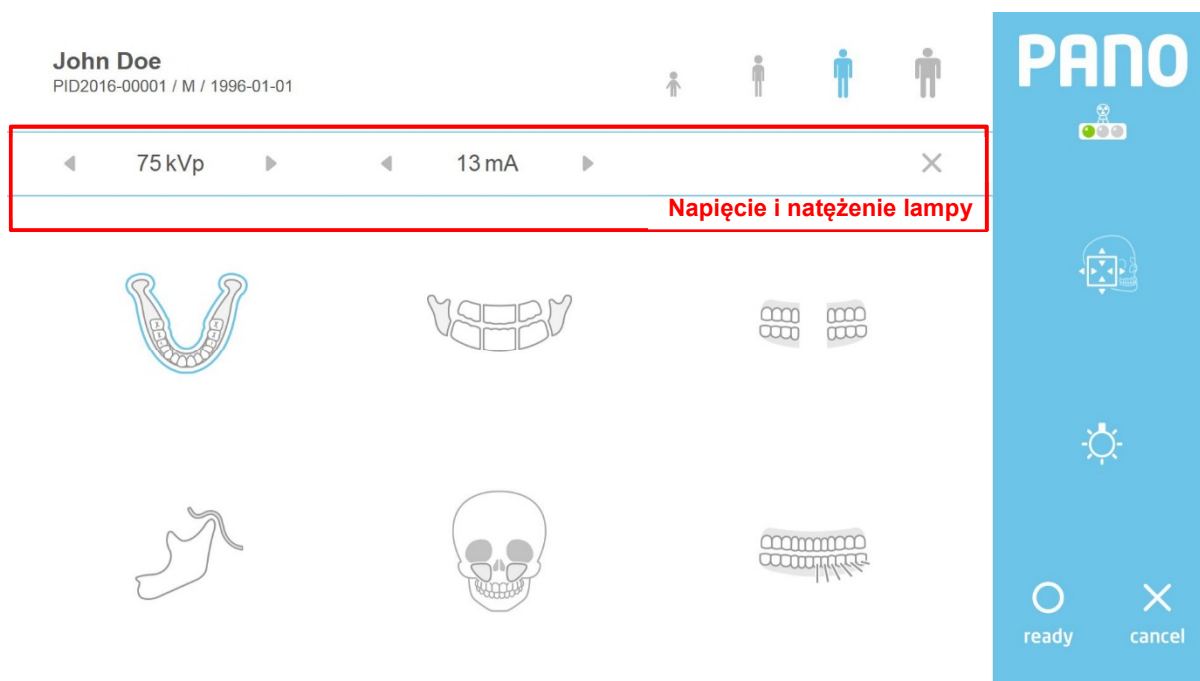 John Doe
PID2016-00001 / M / 1996-01-01
PANO
75 kVp
13 mA
Napięcie i natężenie lampy
ready
cancel